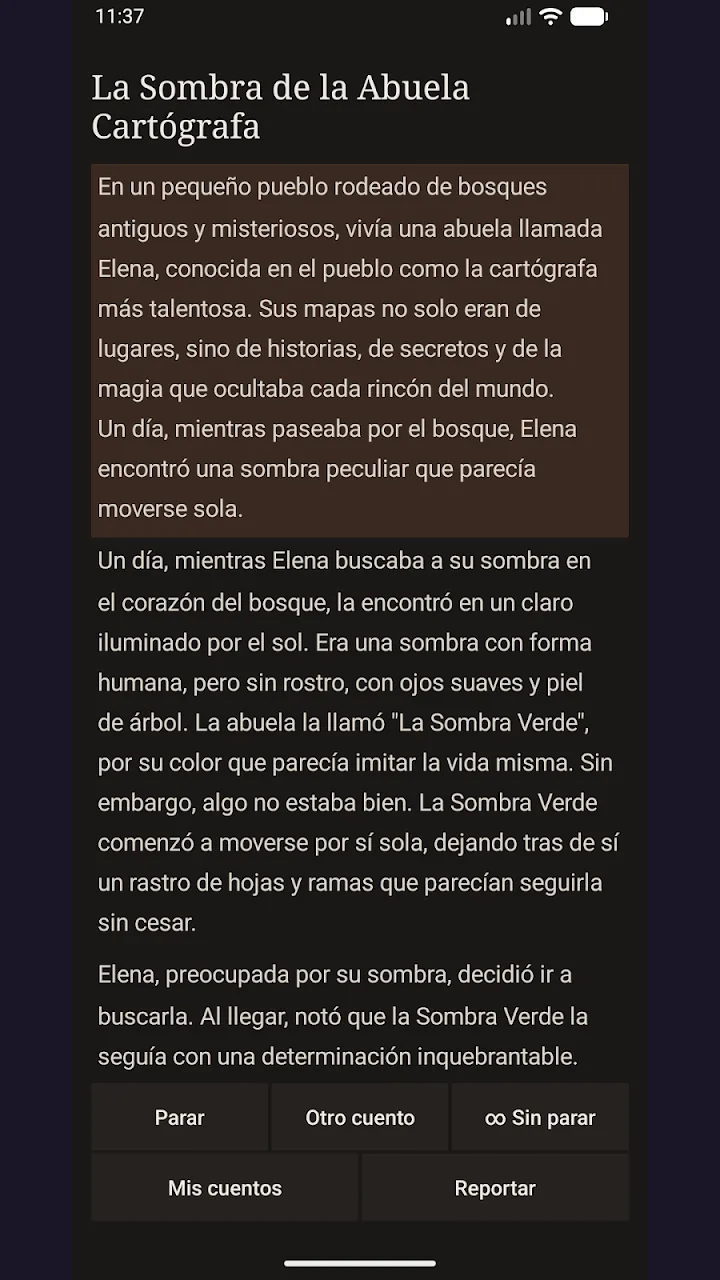 11:37
La Sombra de la Abuela
Cartógrafa
En un pequeño pueblo rodeado de bosques
antiguos y misteriosos, vivía una abuela llamada
Elena, conocida en el pueblo como la cartógrafa
más talentosa. Sus mapas no solo eran de
lugares, sino de historias, de secretos y de la
magia que ocultaba cada rincón del mundo.
Un día, mientras paseaba por el bosque, Elena
encontró una sombra peculiar que parecía
moverse sola.
Un día, mientras Elena buscaba a su sombra en
el corazón del bosque, la encontró en un claro
iluminado por el sol. Era una sombra con forma
humana, pero sin rostro, con ojos suaves y piel
de árbol. La abuela la llamó "La Sombra Verde",
por su color que parecía imitar la vida misma. Sin
embargo, algo no estaba bien. La Sombra Verde
comenzó a moverse por sí sola, dejando tras de sí
un rastro de hojas y ramas que parecían seguirla
sin cesar.
Elena, preocupada por su sombra, decidió ir a
buscarla. Al llegar, notó que la Sombra Verde la
seguía con una determinación inquebrantable.
Parar
Otro cuento
∞ Sin parar
Mis cuentos
Reportar